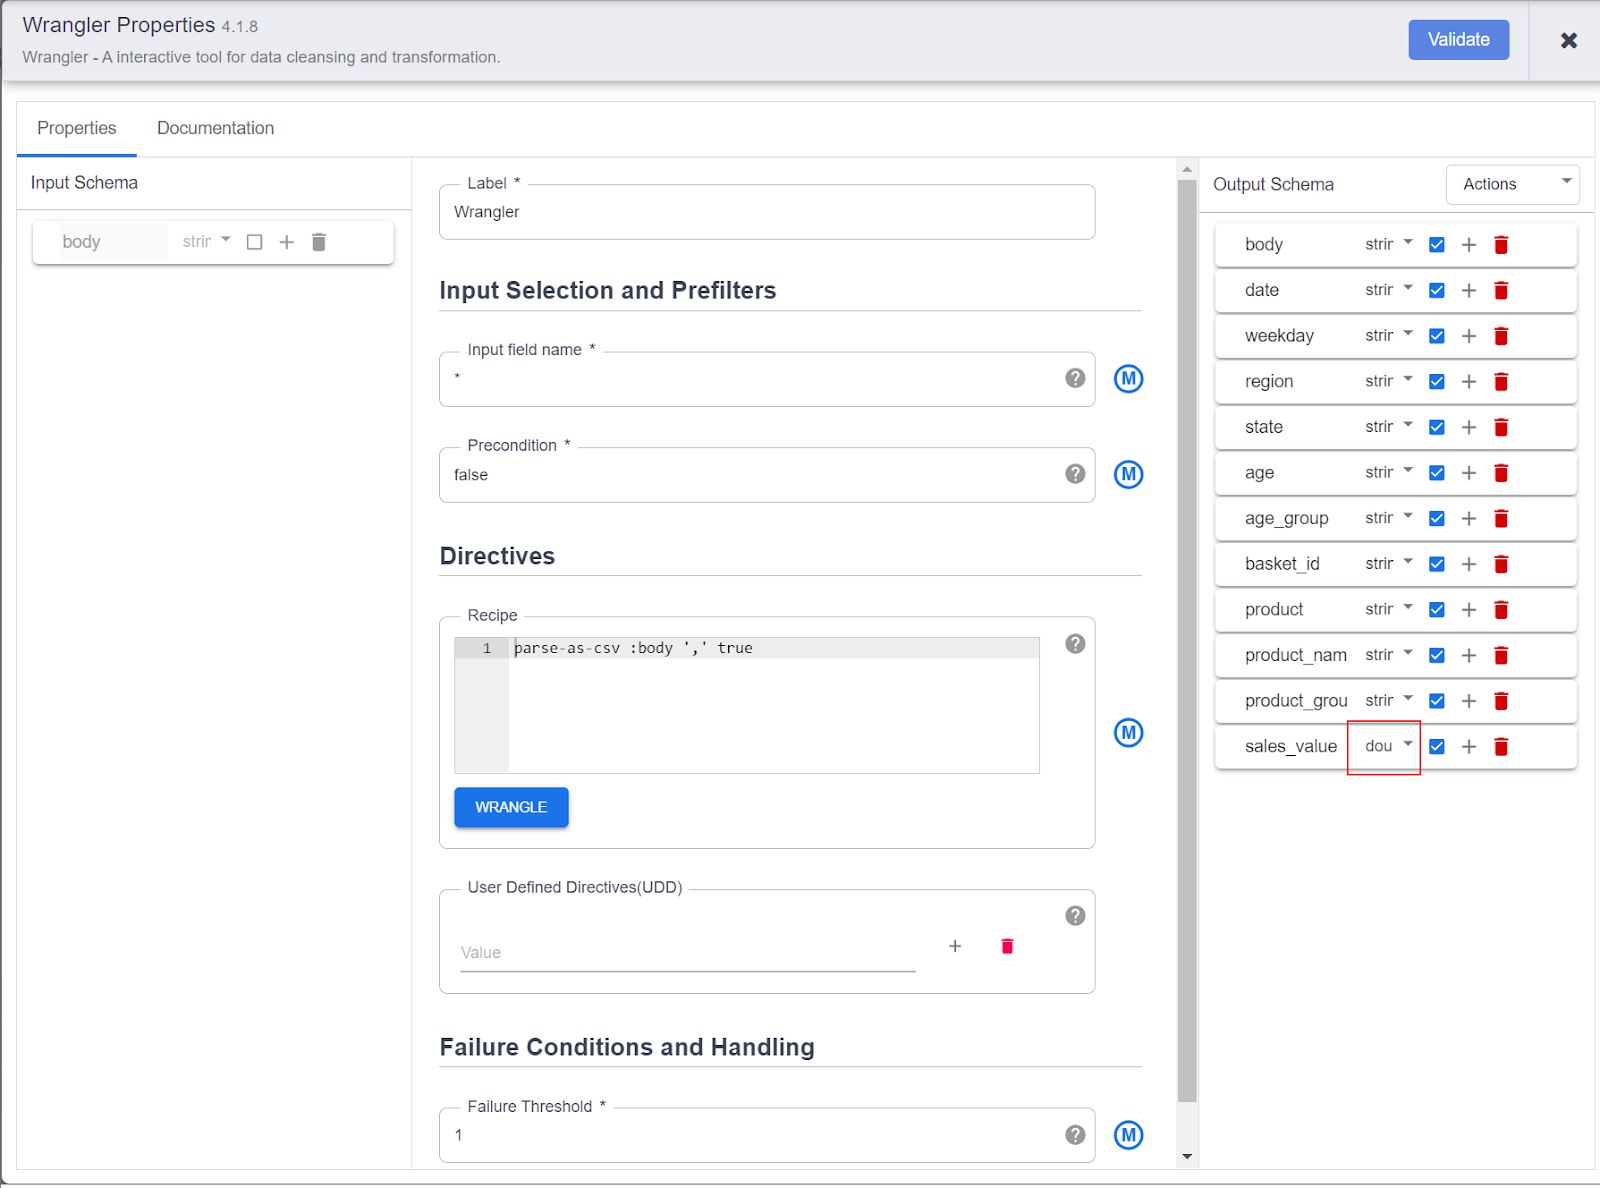 Wrangler Properties 4.1.8
Wrangler - A interactive tool for data cleansing and transformation.
Validate
Properties
Documentation
Input Schema
body strir
Label *
Wrangler
Input Selection and Prefilters
Input field name *
*
M
Precondition *
false
M
Directives
Recipe
1 parse-as-csv :body ',' true
M
WRANGLE
User Defined Directives(UDD)
Value
Failure Conditions and Handling
Failure Threshold *
1
M
Output Schema
Actions
body strir
date strir
weekday strir
region strir
state strir
age strir
age_group strir
basket_id strir
product strir
product_nam strir
product_grou strir
sales_value dou